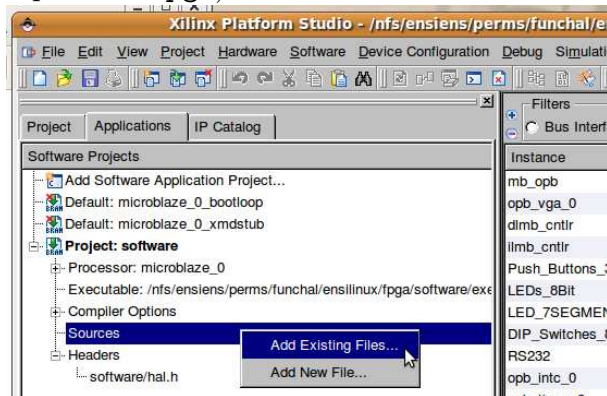 Xilinx Platform Studio - /nfs/ensiens/perms/funchal/e
File Edit View Project Hardware Software Device Configuration Debug Simulati
Project Applications IP Catalog
Filters
Bus Interf
Software Projects
Instance
Add Software Application Project...
mb_opb
Default: microblaze_0_bootloop
opb_vga_0
Default: microblaze_0_xmdstub
dlmb_cntlr
Project: software
ilmb_cntlr
Processor: microblaze_0
Push_Buttons_3
Executable: /nfs/ensiens/perms/funchal/ensilinux/fpga/software/exe
LEDs_8Bit
Compiler Options
LED_7SEGMEN
Sources
Add Existing Files...
DIP_Switches_8
Headers
RS232
software/hal.h
Add New File...
opb_intc_0